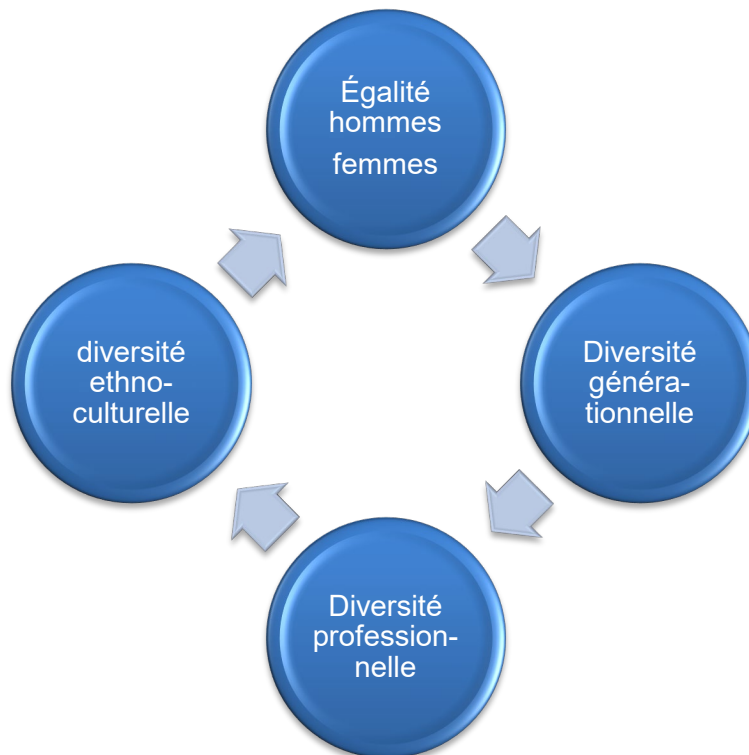 Égalité
hommes
femmes
Diversité
généra-
tionnelle
Diversité
profession-
nelle
diversité
ethno-
culturelle